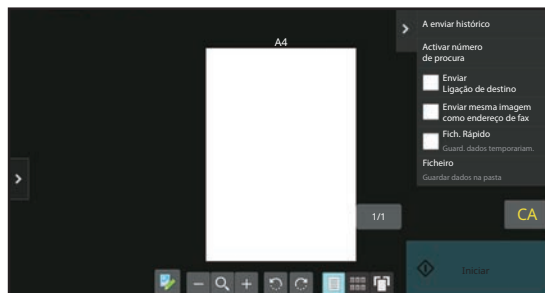 A4
1/1
A enviar histórico
Activar número
de procura
Enviar
Ligação de destino
Enviar mesma imagem
como endereço de fax
Fich. Rápido
Guard. dados temporariam.
Ficheiro
Guardar dados na pasta
CA
Iniciar